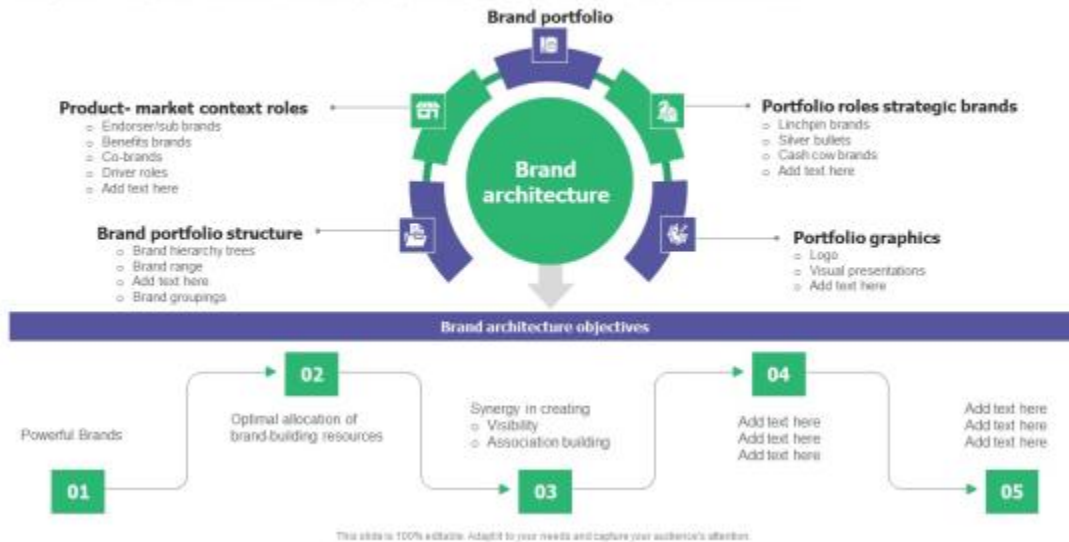 Brand portfolio
Product- market context roles
o Endorser/sub brands
o Benefits brands
o Co-brands
o Driver roles
o Add text here
Portfolio roles strategic brands
o Linchpin brands
o Silver bullets
o Cash cow brands
o Add text here
Brand
architecture
Brand portfolio structure
o Brand hierarchy trees
o Brand range
o Add text here
o Brand groupings
Portfolio graphics
o Logo
o Visual presentations
o Add text here
Brand architecture objectives
01
Powerful Brands
02
Optimal allocation of
brand-building resources
03
Synergy in creating
o Visibility
o Association building
04
Add text here
Add text here
Add text here
05
Add text here
Add text here
Add text here
This slide is 100% editable. Adapt it to your needs and capture your audience's attention.